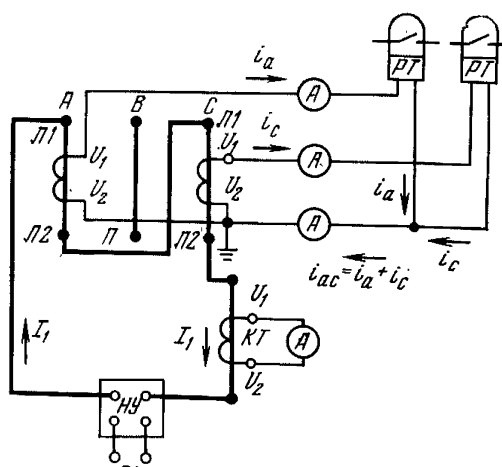 РТ РТ
i_a A
A B C
Л1 П Л1
U_1 i_c A
U_1
U_2 U_2
Л2 Л2
A
i_a
i_c
i_ac = i_a + i_c
U_1
I_1 I_1 КТ A
U_2
НУ